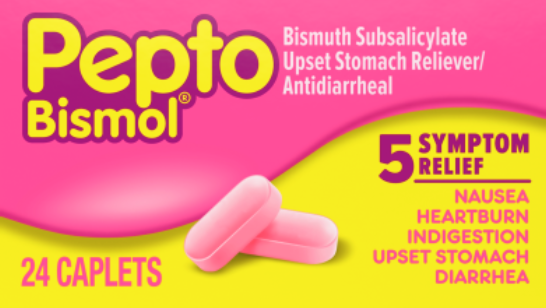 Pepto
Bismol®
Bismuth Subsalicylate
Upset Stomach Reliever/
Antidiarrheal
5 SYMPTOM
RELIEF
NAUSEA
HEARTBURN
INDIGESTION
UPSET STOMACH
DIARRHEA
24 CAPLETS